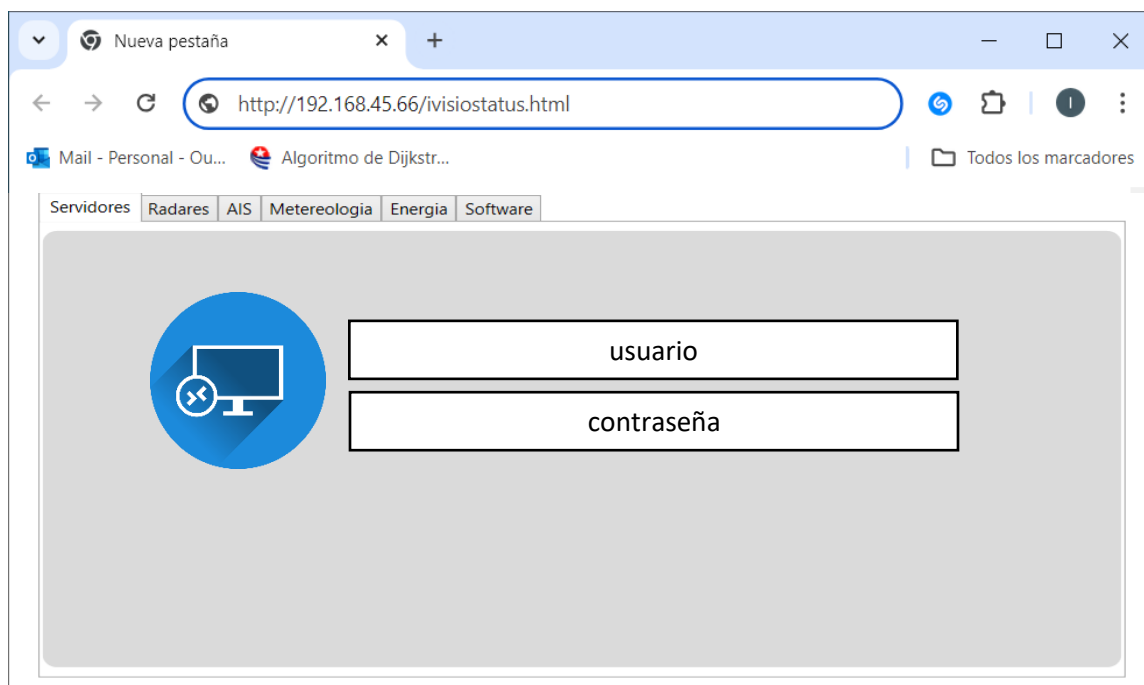 Nueva pestaña
http://192.168.45.66/ivisiostatus.html
I
Mail - Personal - Ou... Algoritmo de Dijkstr... Todos los marcadores
Servidores Radares AIS Metereologia Energia Software
usuario
contraseña